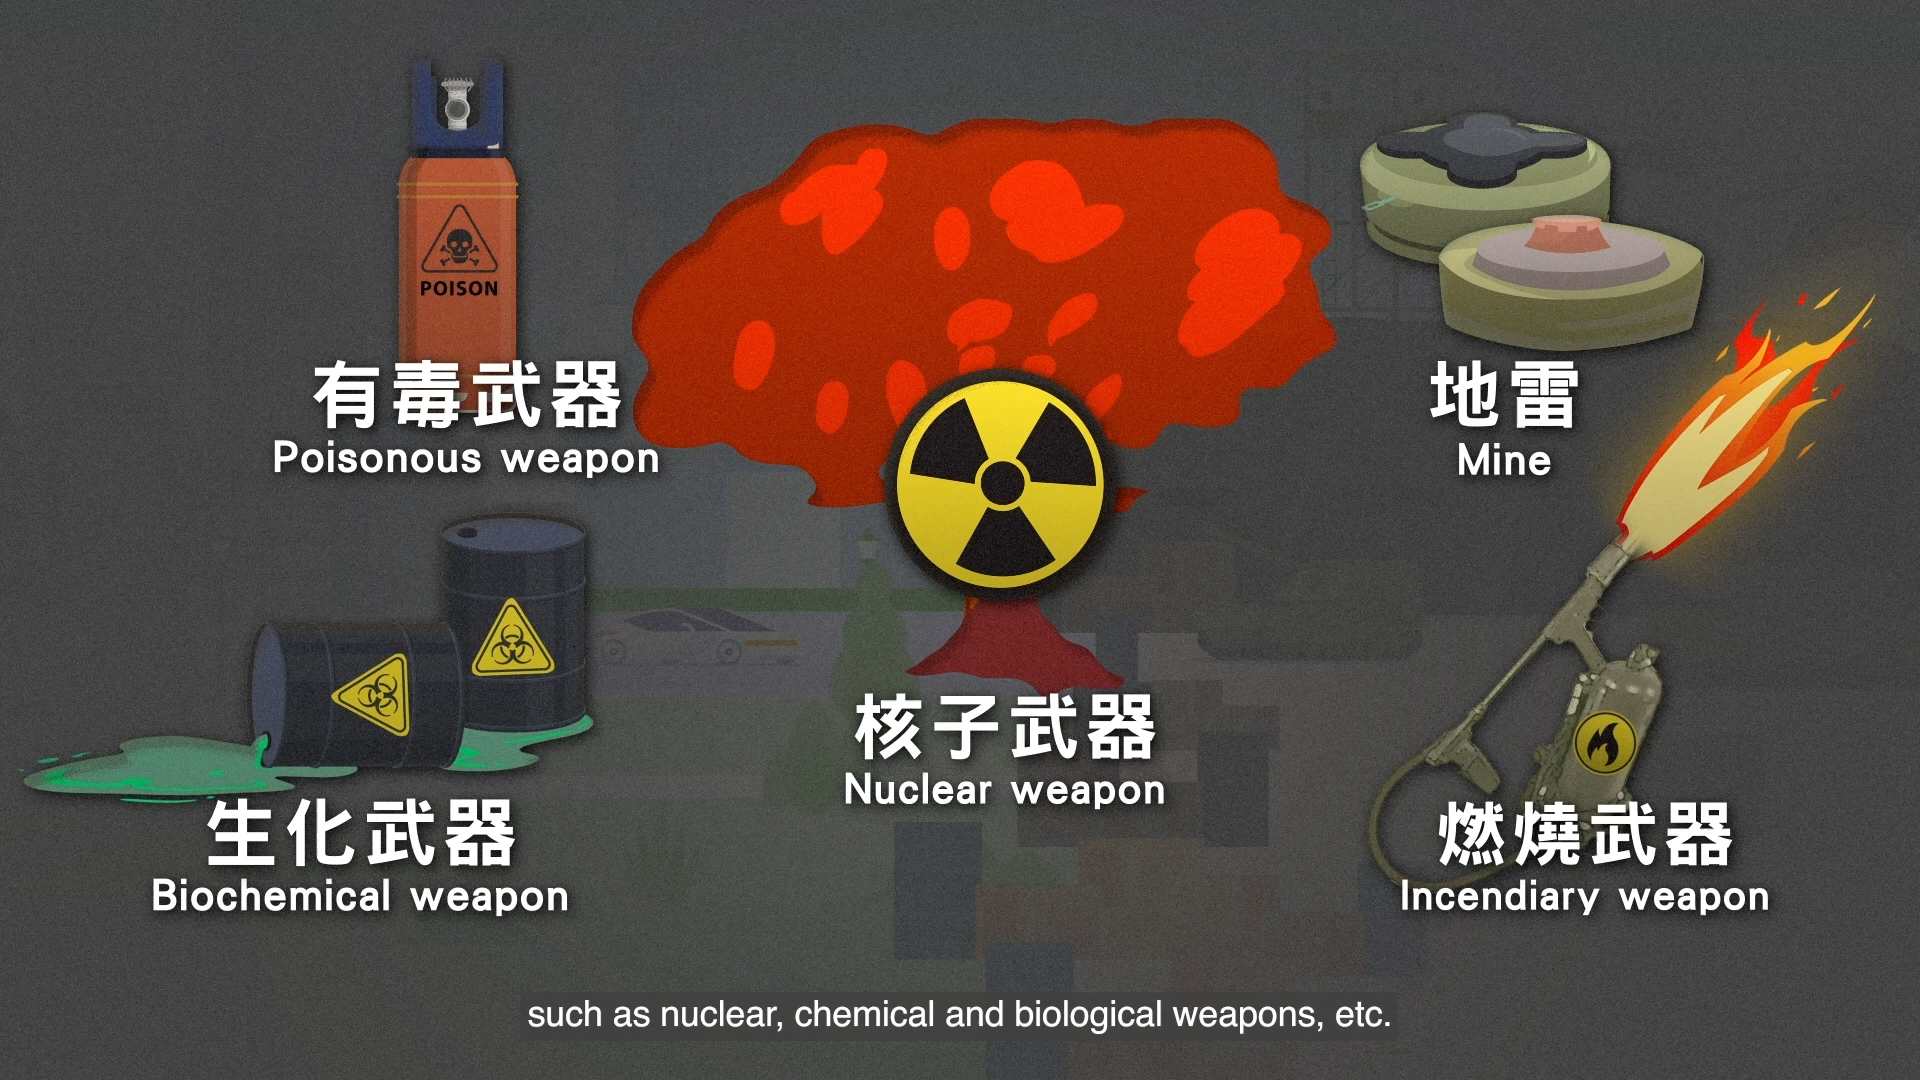 POISON
有毒武器
Poisonous weapon
地雷
Mine
核子武器
Nuclear weapon
生化武器
Biochemical weapon
燃燒武器
Incendiary weapon
such as nuclear, chemical and biological weapons, etc.